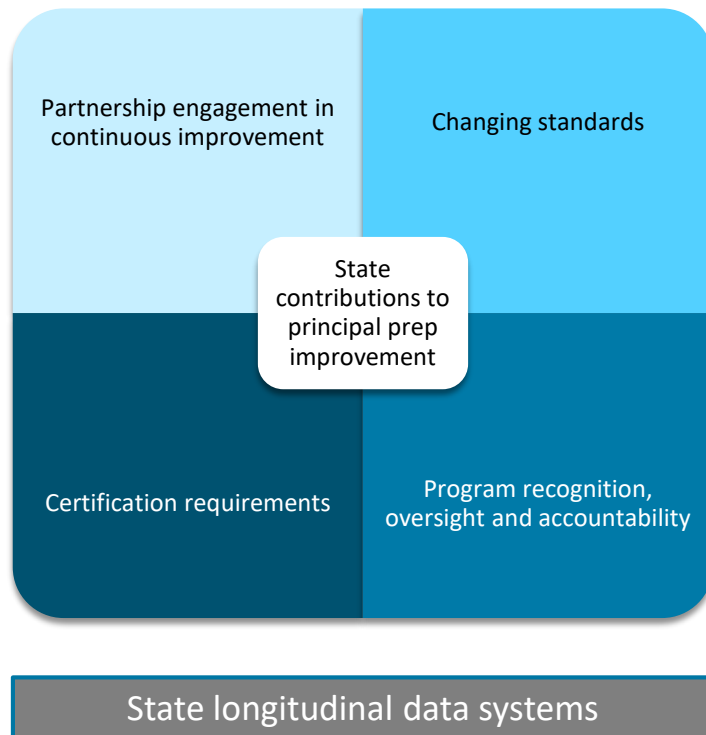 Partnership engagement in
continuous improvement
Changing standards
State
contributions to
principal prep
improvement
Certification requirements
Program recognition,
oversight and accountability
State longitudinal data systems